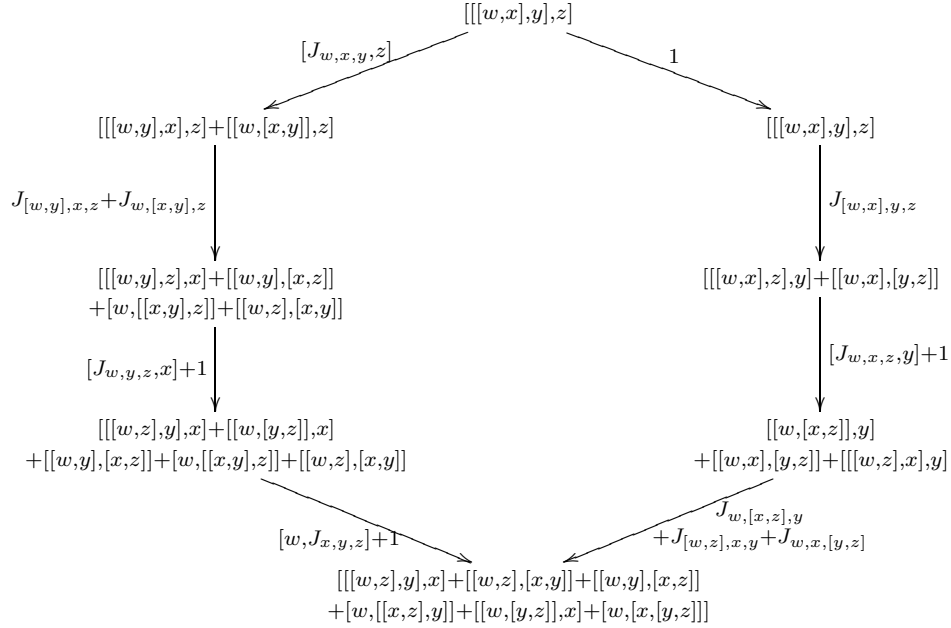 [[[w,x],y],z]
[J_{w,x,y},z]
1
[[[w,y],x],z]+[[w,[x,y]],z]
[[[w,x],y],z]
J_{[w,y],x,z}+J_{w,[x,y],z}
J_{[w,x],y,z}
[[[w,y],z],x]+[[w,y],[x,z]]
+[w,[[x,y],z]]+[[w,z],[x,y]]
[[[w,x],z],y]+[[w,x],[y,z]]
[J_{w,y,z},x]+1
[J_{w,x,z},y]+1
[[[w,z],y],x]+[[w,[y,z]],x]
+[[w,y],[x,z]]+[w,[[x,y],z]]+[[w,z],[x,y]]
[[w,[x,z]],y]
+[[w,x],[y,z]]+[[[w,z],x],y]
[w,J_{x,y,z}]+1
J_{w,[x,z],y}
+J_{[w,z],x,y}+J_{w,x,[y,z]}
[[[w,z],y],x]+[[w,z],[x,y]]+[[w,y],[x,z]]
+[w,[[x,z],y]]+[[w,[y,z]],x]+[w,[x,[y,z]]]